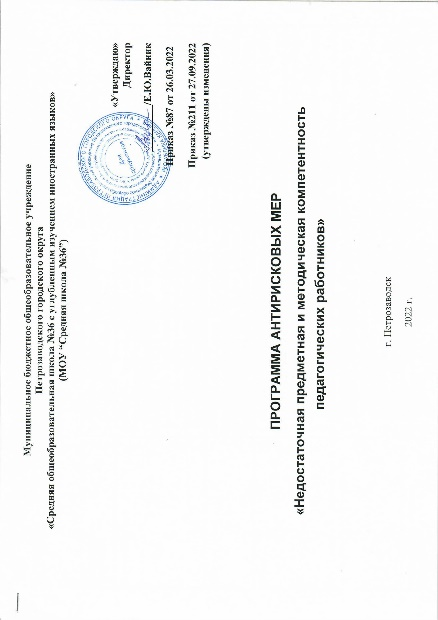 Муниципальное бюджетное общеобразовательное учреждение
Петрозаводского городского округа
«Средняя общеобразовательная школа №36 с углубленным изучением иностранных языков»
(МОУ "Средняя школа №36")
«Утверждаю»
Директор
/Е.Ю.Вайник
Приказ №87 от 26.03.2022
Приказ №211 от 27.09.2022
(утверждены изменения)
ПРОГРАММА АНТИРИСКОВЫХ МЕР
«Недостаточная предметная и методическая компетентность
педагогических работников»
г. Петрозаводск
2022 г.